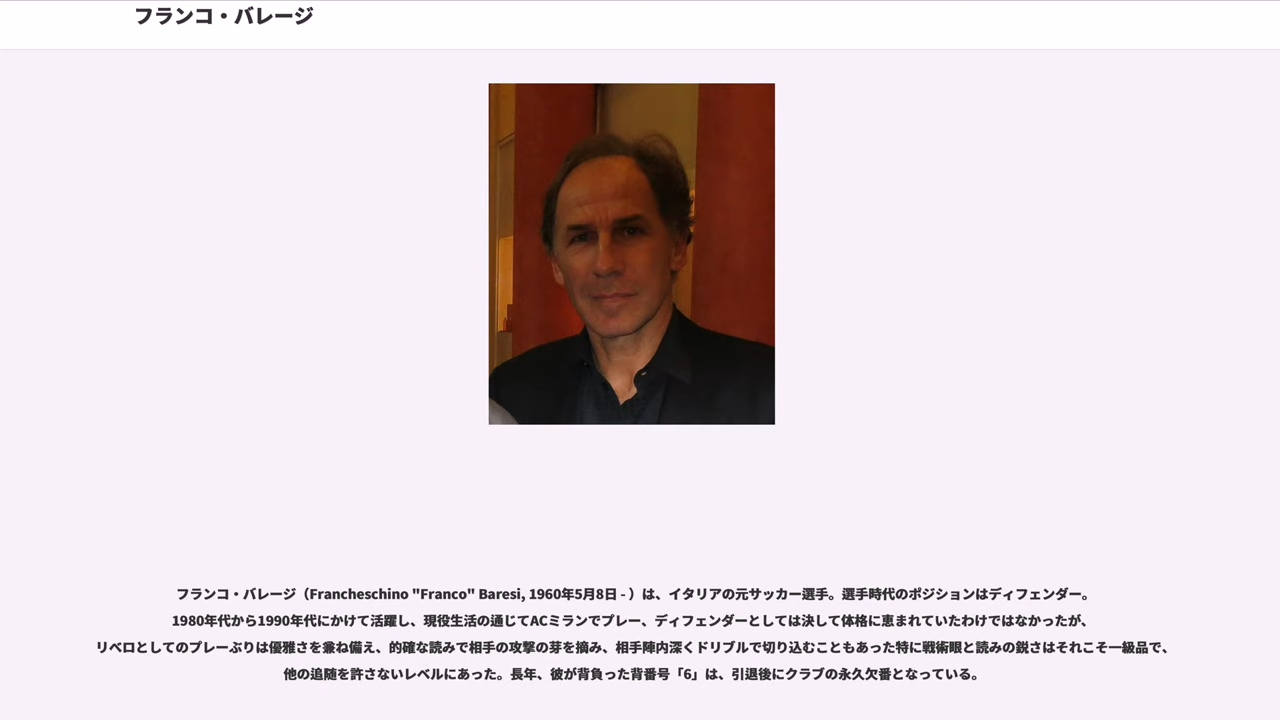 フランコ・バレージ
フランコ・バレージ（Francheschino "Franco" Baresi, 1960年5月8日 - ）は、イタリアの元サッカー選手。選手時代のポジションはディフェンダー。
1980年代から1990年代にかけて活躍し、現役生活の通じてACミランでプレー、ディフェンダーとしては決して体格に恵まれていたわけではなかったが、
リベロとしてのプレーぶりは優雅さを兼ね備え、的確な読みで相手の攻撃の芽を摘み、相手陣内深くドリブルで切り込むこともあった特に戦術眼と読みの鋭さはそれこそ一級品で、
他の追随を許さないレベルにあった。長年、彼が背負った背番号「6」は、引退後にクラブの永久欠番となっている。